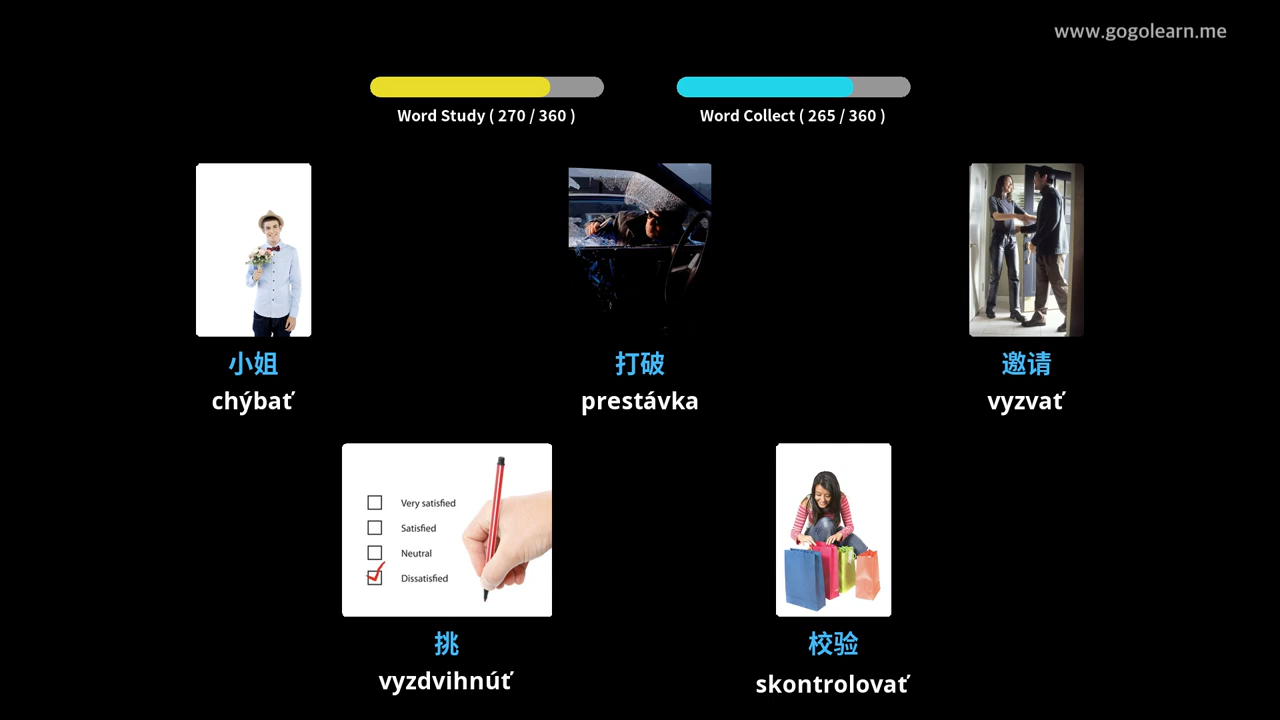 www.gogolearn.me
Word Study ( 270 / 360 )
Word Collect ( 265 / 360 )
小姐
chýbať
打破
prestávka
邀请
vyzvať
Very satisfied
Satisfied
Neutral
Dissatisfied
挑
vyzdvihnúť
校验
skontrolovať